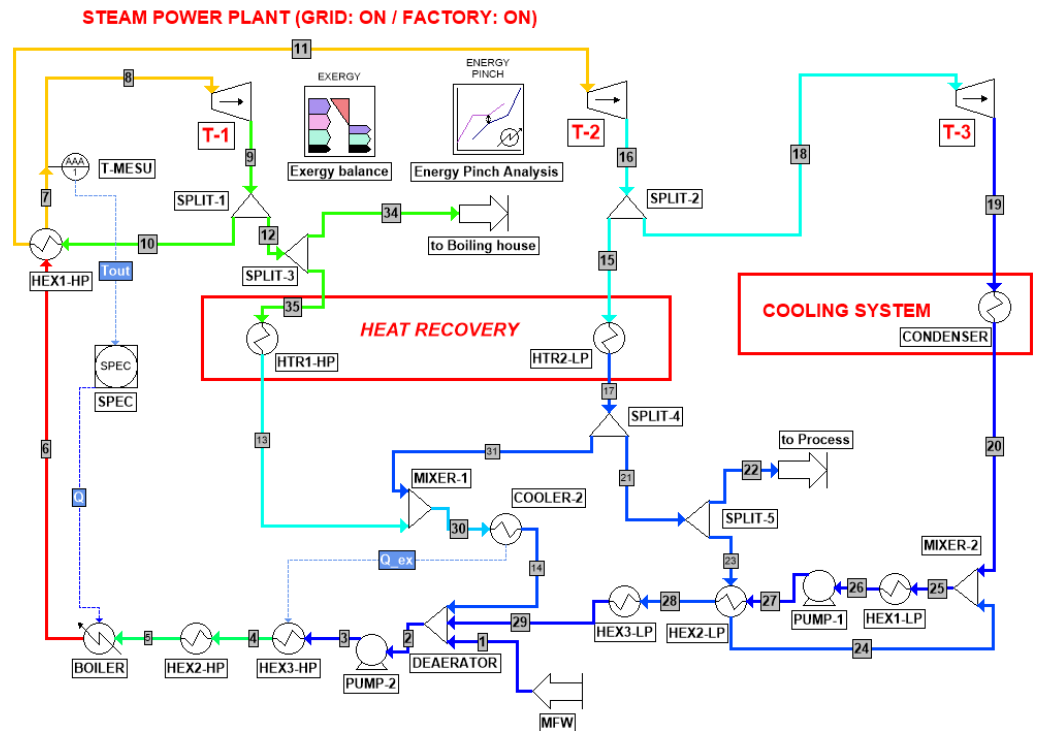 STEAM POWER PLANT (GRID: ON / FACTORY: ON)
11
8
EXERGY
ENERGY
PINCH
T-1
T-2
T-3
AAA
1
T-MESU
9
Exergy balance
Energy Pinch Analysis
16
18
7
SPLIT-1
SPLIT-2
19
34
10
12
to Boiling house
SPLIT-3
15
HEX1-HP
Tout
35
HEAT RECOVERY
COOLING SYSTEM
HTR1-HP
HTR2-LP
CONDENSER
SPEC
SPEC
17
SPLIT-4
6
13
31
to Process
20
MIXER-1
21
22
Q
COOLER-2
30
SPLIT-5
MIXER-2
Q_ex
14
23
29
28
27
26
25
HEX3-LP
HEX2-LP
PUMP-1
HEX1-LP
24
5
4
3
2
1
BOILER
HEX2-HP
HEX3-HP
PUMP-2
DEAERATOR
MFW